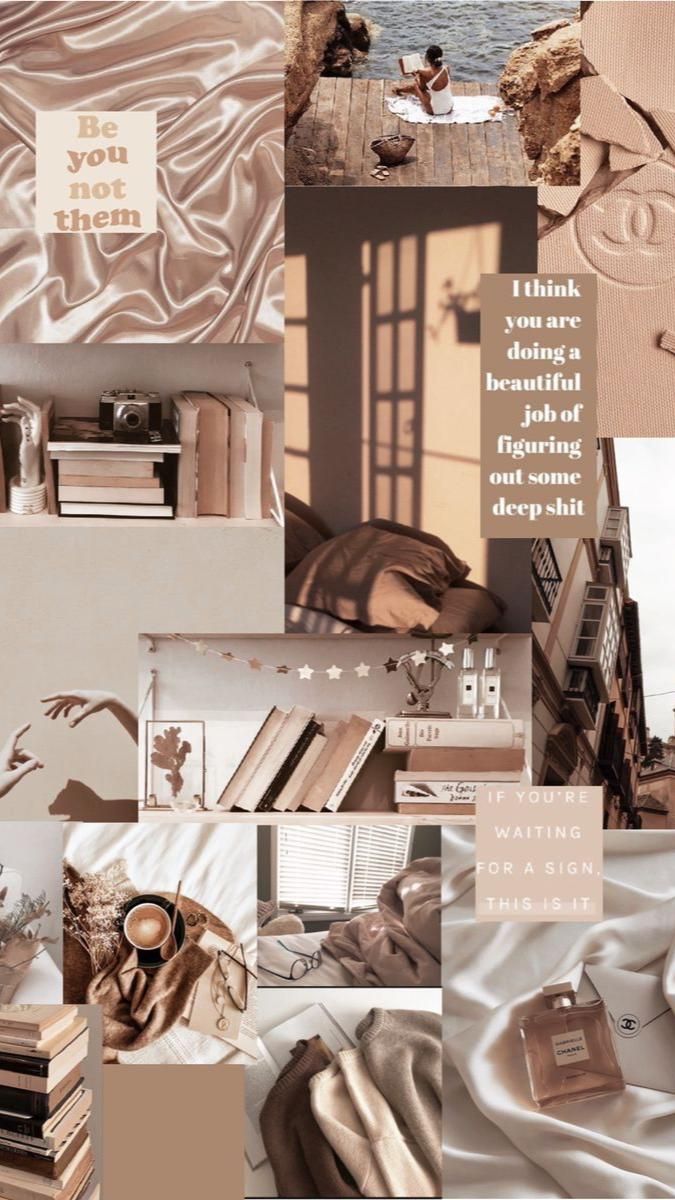 Be
you
not
them
I think
you are
doing a
beautiful
job of
figuring
out some
deep shit
IF YOU'RE
WAITING
FOR A SIGN,
THIS IS IT
GABRIELLE
CHANEL